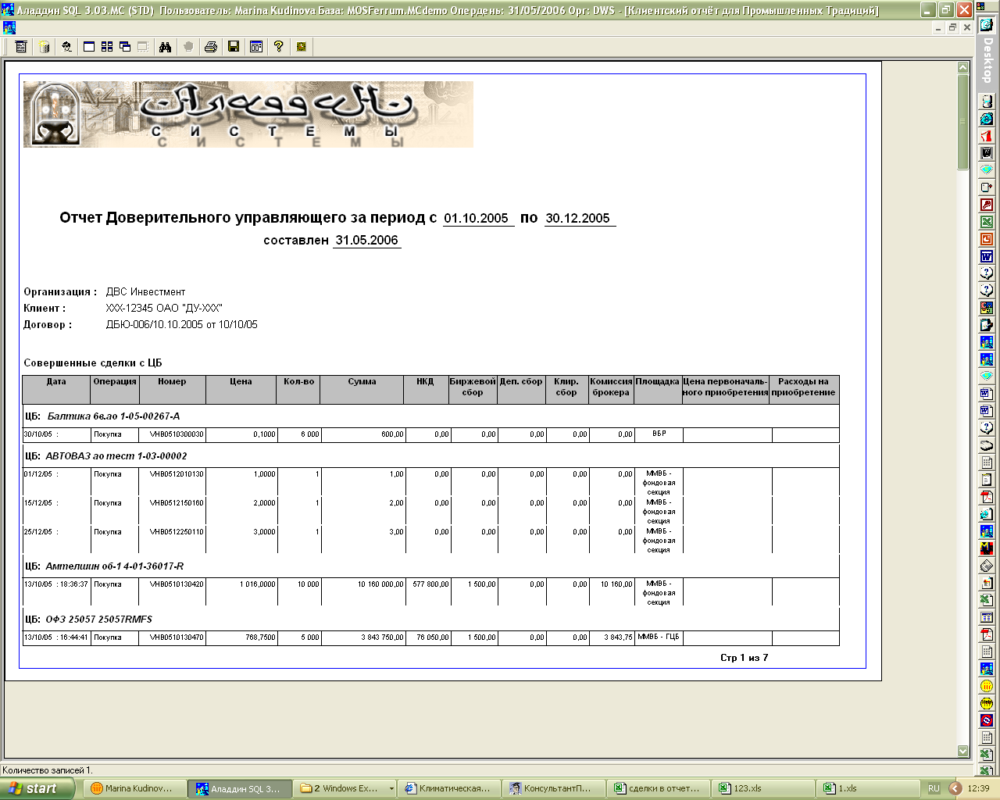 Аладдин SQL 3.03.MC (STD) Пользователь: Marina Kudinova База: MOSFerrum.MCdemo Опердень: 31/05/2006 Орг: DWS - [Клиентский отчёт для Промышленных Традиций]
Desktop
Аладдин
СИСТЕМЫ
Отчет Доверительного управляющего за период с 01.10.2005 по 30.12.2005
составлен 31.05.2006
Организация : ДВС Инвестмент
Клиент : XXX-12345 ОАО "ДУ-XXX"
Договор : ДБЮ-006/10.10.2005 от 10/10/05
Совершенные сделки с ЦБ
Дата Операция Номер Цена Кол-во Сумма НКД Биржевой сбор Деп. сбор Клир. сбор Комиссия брокера Площадка Цена первоначаль-ного приобретения Расходы на приобретение
ЦБ: Балтика 6в.ао 1-05-00267-А
30/10/05 : Покупка \/HB0510300030 0,1000 6 000 600,00 0,00 0,00 0,00 0,00 0,00 ВБР
ЦБ: АВТОВАЗ ао тест 1-03-00002
01/12/05 : Покупка \/HB0512010130 1,0000 1 1,00 0,00 0,00 0,00 0,00 0,00 ММВБ - фондовая секция
15/12/05 : Покупка \/HB0512150160 2,0000 1 2,00 0,00 0,00 0,00 0,00 0,00 ММВБ - фондовая секция
25/12/05 : Покупка \/HB0512250110 3,0000 1 3,00 0,00 0,00 0,00 0,00 0,00 ММВБ - фондовая секция
ЦБ: Амтелшин об-1 4-01-36017-R
13/10/05 : 18:36:37 Покупка \/HB0510130420 1 016,0000 10 000 10 160 000,00 577 800,00 1 500,00 0,00 0,00 10 160,00 ММВБ - фондовая секция
ЦБ: ОФЗ 25057 25057RMFS
13/10/05 : 16:44:41 Покупка \/HB0510130470 768,7500 5 000 3 843 750,00 76 050,00 1 500,00 0,00 0,00 3 843,75 ММВБ - ГЦБ
Стр 1 из 7
Количество записей 1.
start Marina Kudinov... Аладдин SQL 3... 2 Windows Ex... Климатическая... КонсультантП... сделки в отчет... 123.xls 1.xls RU 12:39